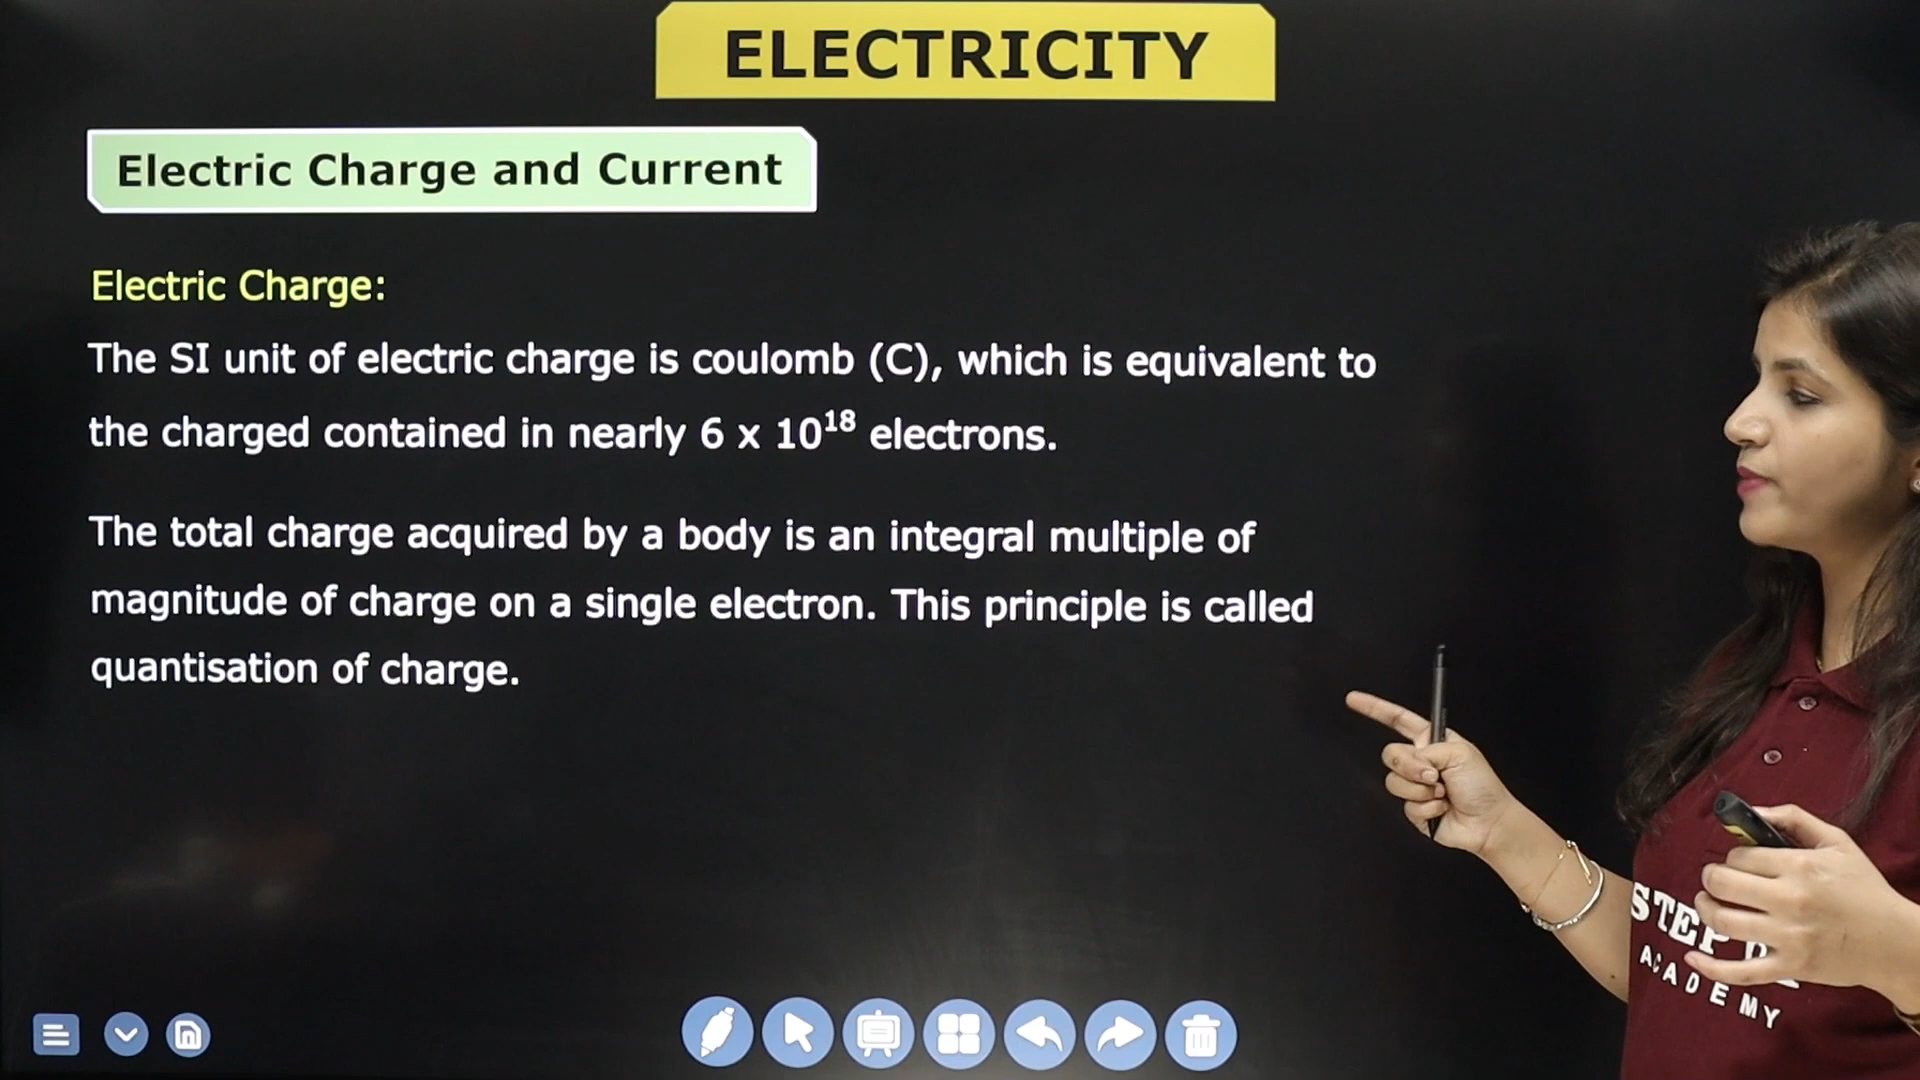 ELECTRICITY
Electric Charge and Current
Electric Charge:
The SI unit of electric charge is coulomb (C), which is equivalent to
the charged contained in nearly 6 x 10¹⁸ electrons.
The total charge acquired by a body is an integral multiple of
magnitude of charge on a single electron. This principle is called
quantisation of charge.
STEP
ACADEMY